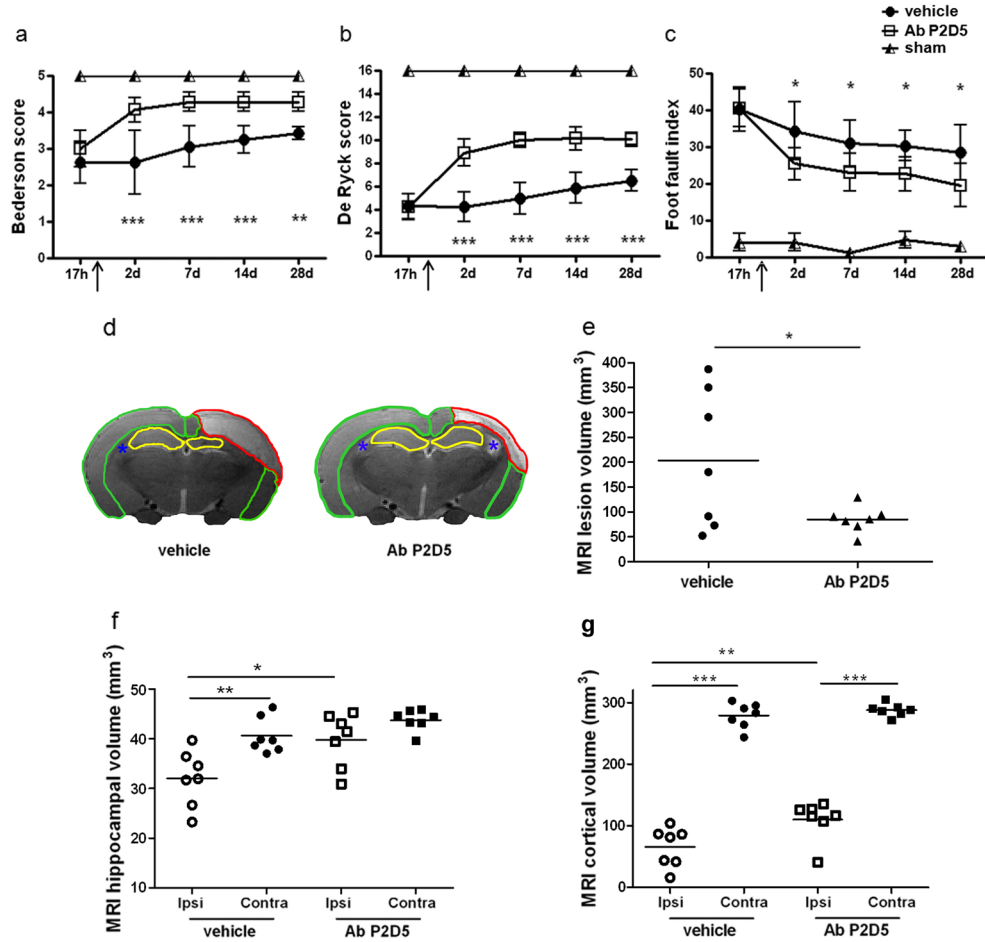 vehicle
Ab P2D5
sham
a
Bederson score
5
4
3
2
1
0
*** *** *** **
17h 2d 7d 14d 28d
b
De Ryck score
16
14
12
10
8
6
4
2
0
*** *** *** ***
17h 2d 7d 14d 28d
c
Foot fault index
50
40
30
20
10
0
* * * *
17h 2d 7d 14d 28d
d
* * *
vehicle Ab P2D5
e
MRI lesion volume (mm³)
400
350
300
250
200
150
100
50
0
*
vehicle Ab P2D5
f
MRI hippocampal volume (mm³)
50
40
30
20
10
*
**
Ipsi Contra Ipsi Contra
vehicle Ab P2D5
g
MRI cortical volume (mm³)
300
200
100
0
**
*** ***
Ipsi Contra Ipsi Contra
vehicle Ab P2D5